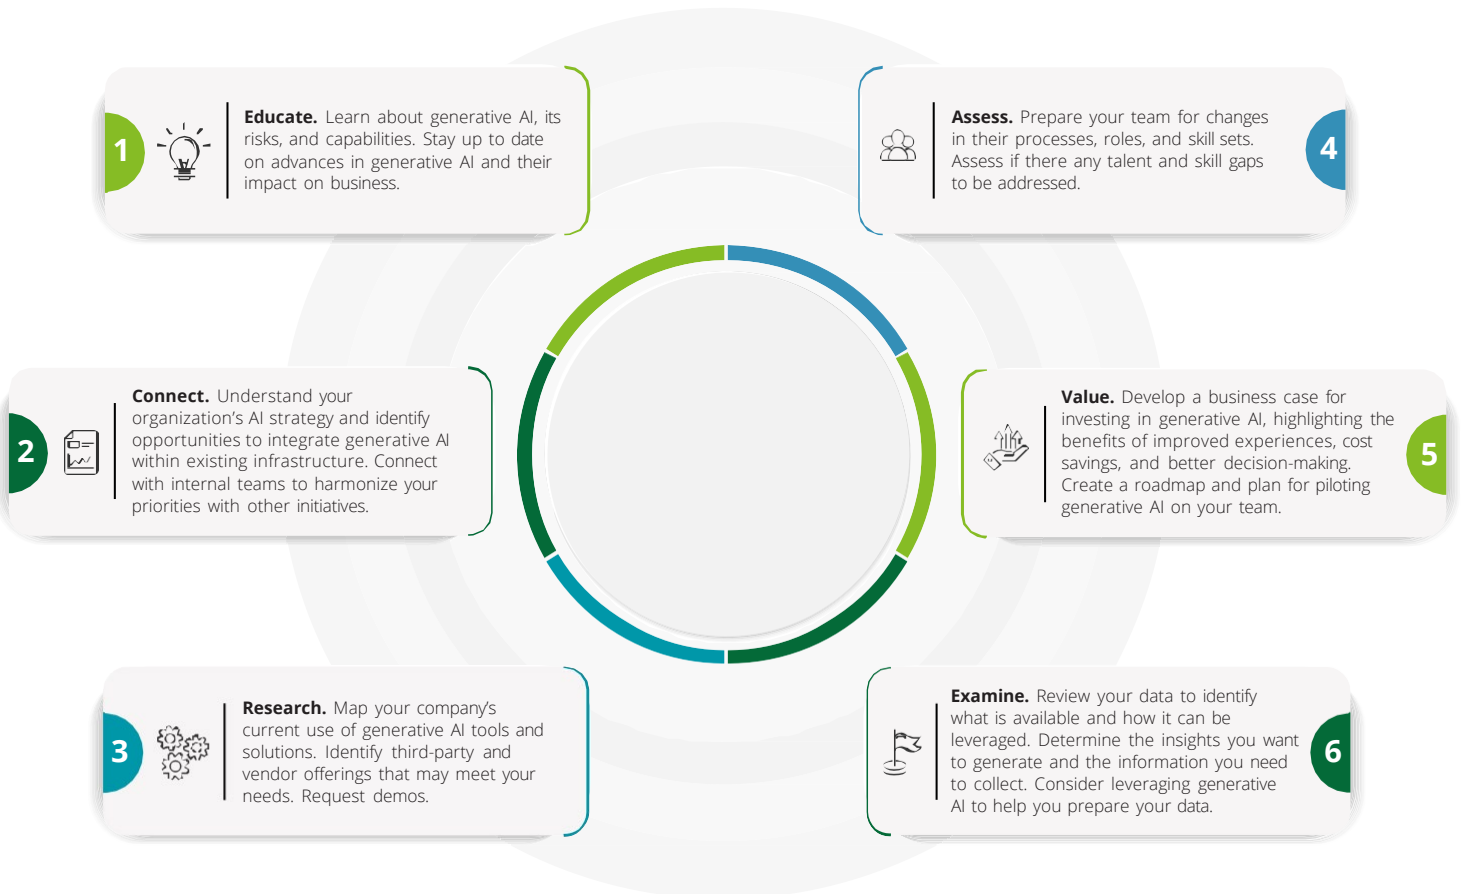 1
Educate. Learn about generative AI, its
risks, and capabilities. Stay up to date
on advances in generative AI and their
impact on business.
2
Connect. Understand your
organization's AI strategy and identify
opportunities to integrate generative AI
within existing infrastructure. Connect
with internal teams to harmonize your
priorities with other initiatives.
3
Research. Map your company's
current use of generative AI tools and
solutions. Identify third-party and
vendor offerings that may meet your
needs. Request demos.
4
Assess. Prepare your team for changes
in their processes, roles, and skill sets.
Assess if there any talent and skill gaps
to be addressed.
5
Value. Develop a business case for
investing in generative AI, highlighting the
benefits of improved experiences, cost
savings, and better decision-making.
Create a roadmap and plan for piloting
generative AI on your team.
6
Examine. Review your data to identify
what is available and how it can be
leveraged. Determine the insights you want
to generate and the information you need
to collect. Consider leveraging generative
AI to help you prepare your data.